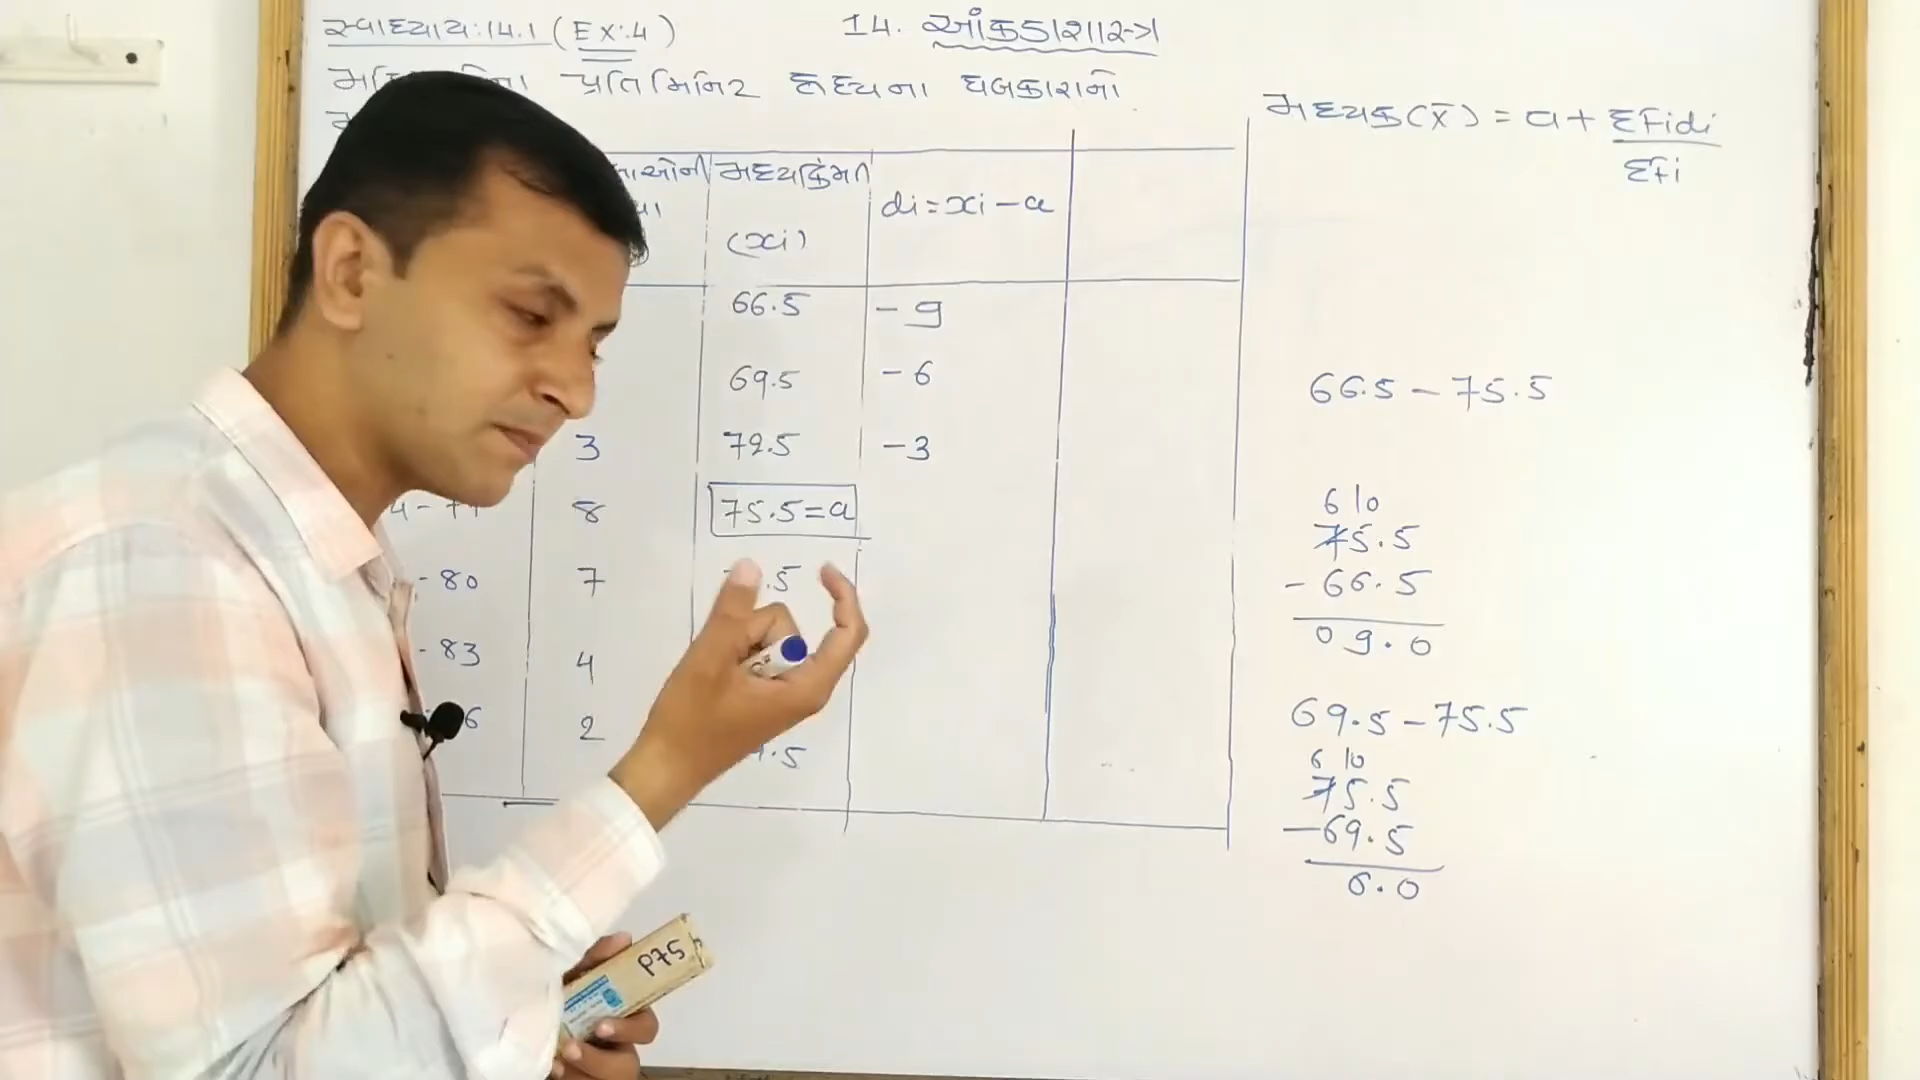 સ્વાધ્યાય:14.1 (Ex:4)
14. આંકડાશાસ્ત્ર
પ્રતિ મિનિટ હૃદયના ધબકારાનો
મધ્યક(x̄) = a + Σfidi
Σfi
મધ્યકિંમત
(xi)
di = xi - a
66.5 -9
69.5 -6
3 72.5 -3
8 75.5 = a
- 80 7 .5
- 83 4
6 2 .5
66.5 - 75.5
6 10
75.5
- 66.5
09.0
69.5 - 75.5
6 10
75.5
- 69.5
6.0
P75